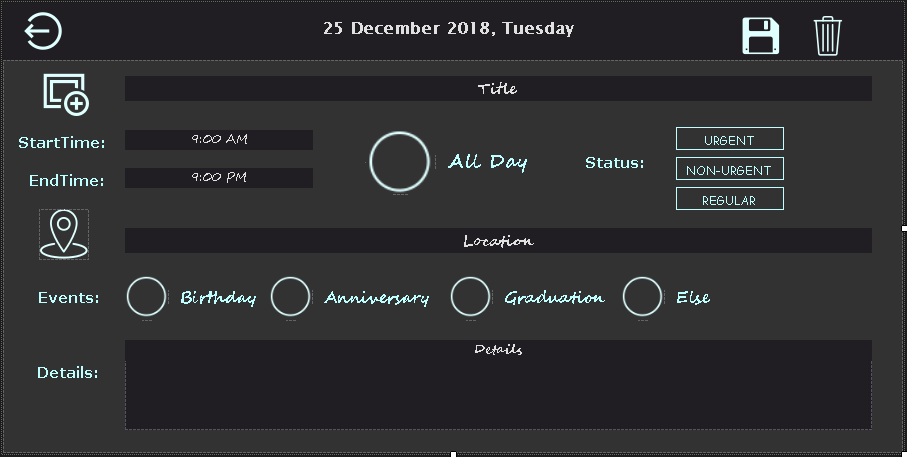 25 December 2018, Tuesday
Title
StartTime: 9:00 AM
EndTime: 9:00 PM
All Day
Status:
URGENT
NON-URGENT
REGULAR
Location
Events: Birthday Anniversary Graduation Else
Details
Details: